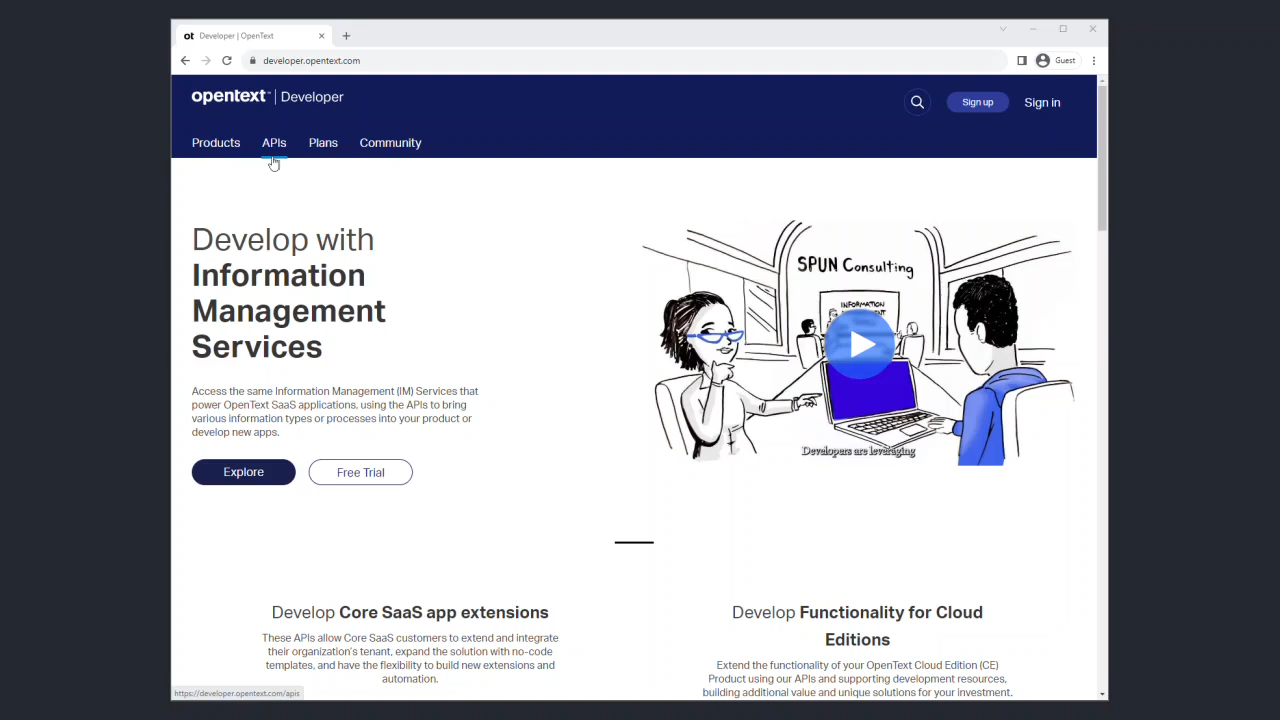 ot Developer | OpenText
developer.opentext.com
Guest
opentext™ | Developer
Sign up
Sign in
Products
APIs
Plans
Community
Develop with
Information
Management
Services
Access the same Information Management (IM) Services that
power OpenText SaaS applications, using the APIs to bring
various information types or processes into your product or
develop new apps.
Explore
Free Trial
SPUN Consulting
INFORMATION
Developers are leveraging
Develop Core SaaS app extensions
These APIs allow Core SaaS customers to extend and integrate
their organization's tenant, expand the solution with no-code
templates, and have the flexibility to build new extensions and
automation.
Develop Functionality for Cloud
Editions
Extend the functionality of your OpenText Cloud Edition (CE)
Product using our APIs and supporting development resources,
building additional value and unique solutions for your investment.
https://developer.opentext.com/apis